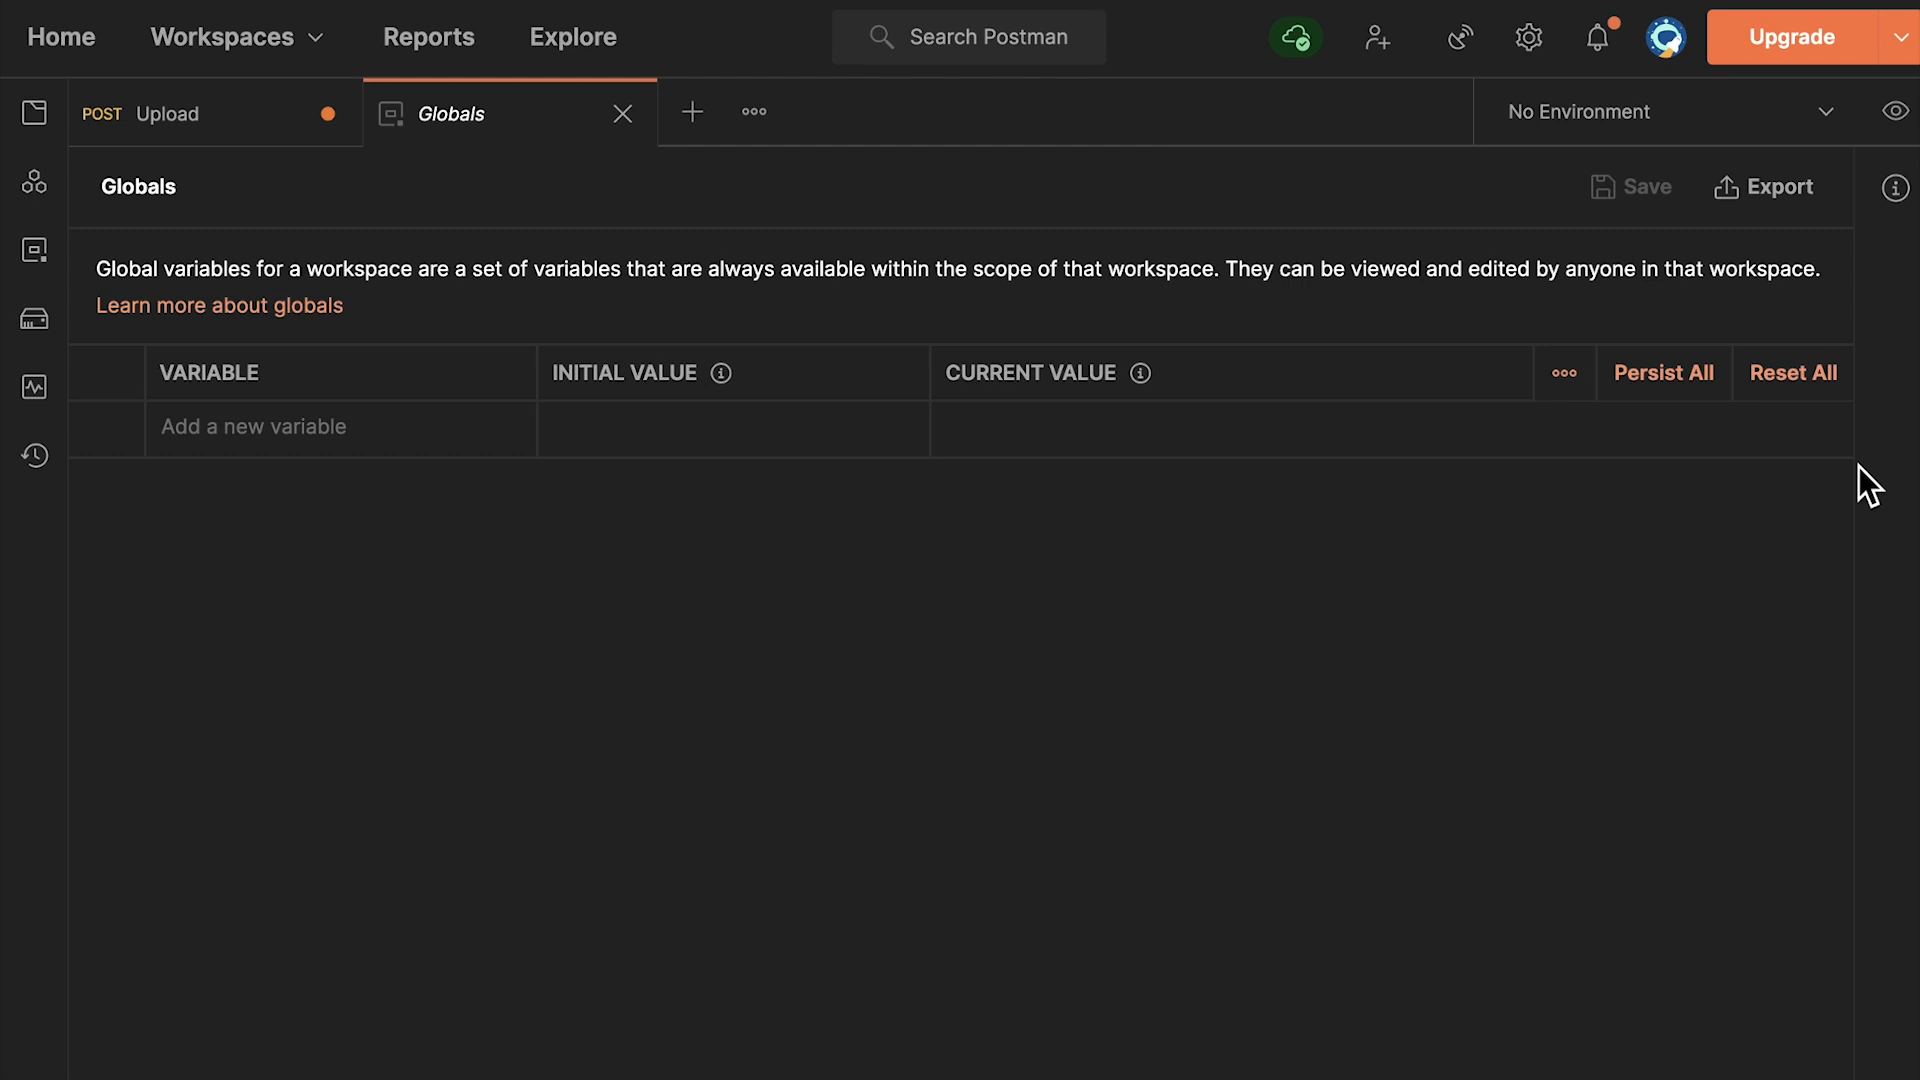 Home Workspaces Reports Explore Search Postman Upgrade
POST Upload Globals No Environment
Globals Save Export
Global variables for a workspace are a set of variables that are always available within the scope of that workspace. They can be viewed and edited by anyone in that workspace.
Learn more about globals
VARIABLE INITIAL VALUE CURRENT VALUE Persist All Reset All
Add a new variable